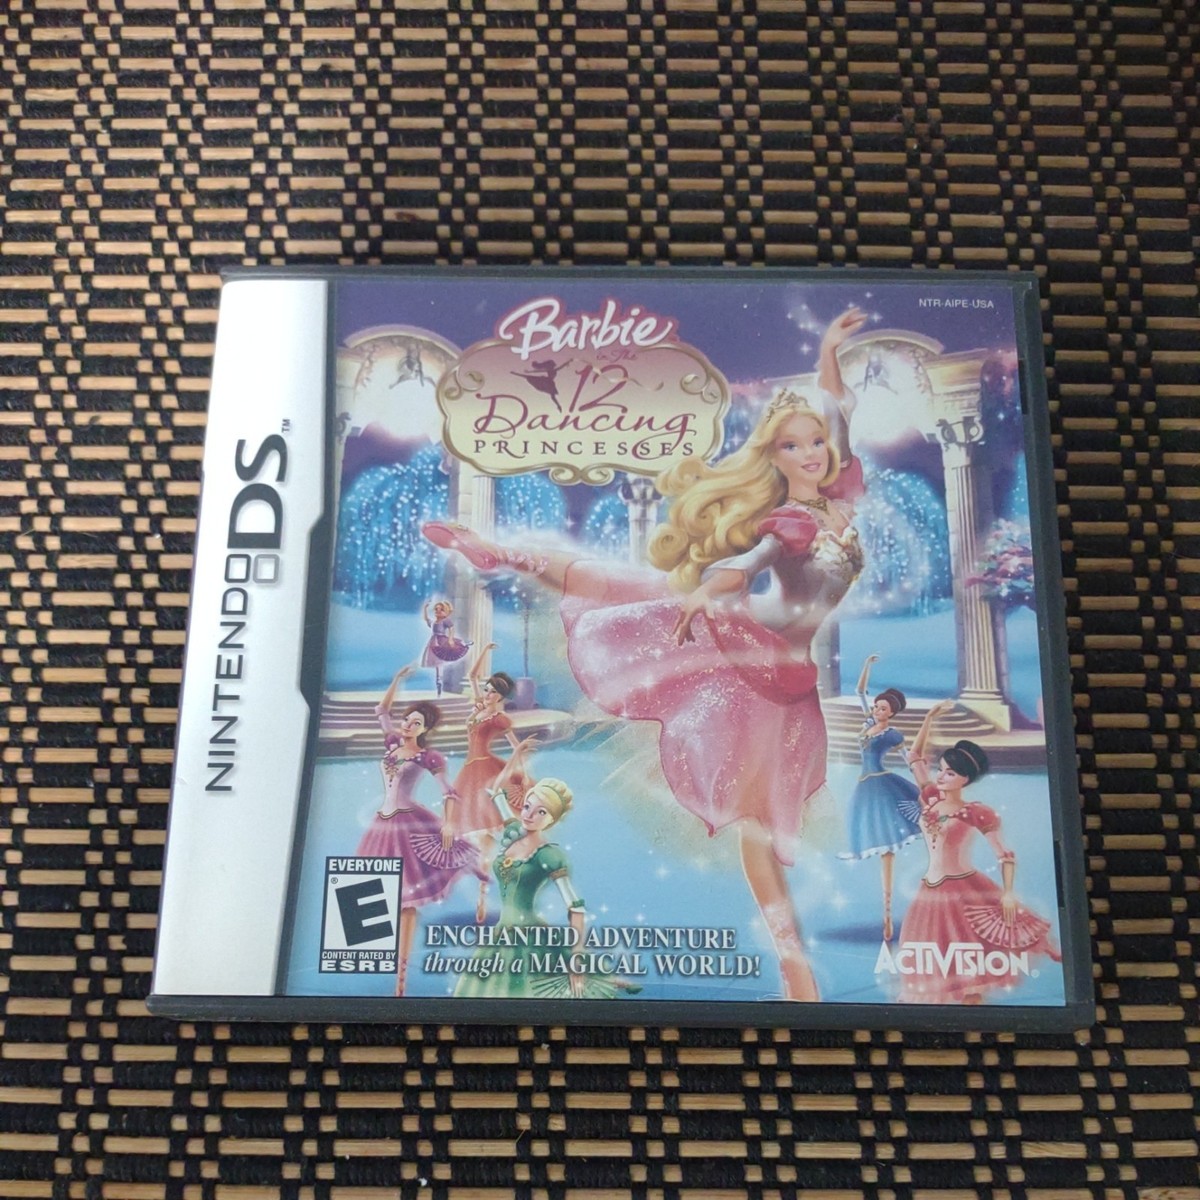 NTR-AIPE-USA
Barbie
in The
12
Dancing
PRINCESSES
NINTENDO DS™
EVERYONE
E®
CONTENT RATED BY
ESRB
ENCHANTED ADVENTURE
through a MAGICAL WORLD!
ACTIVISION®